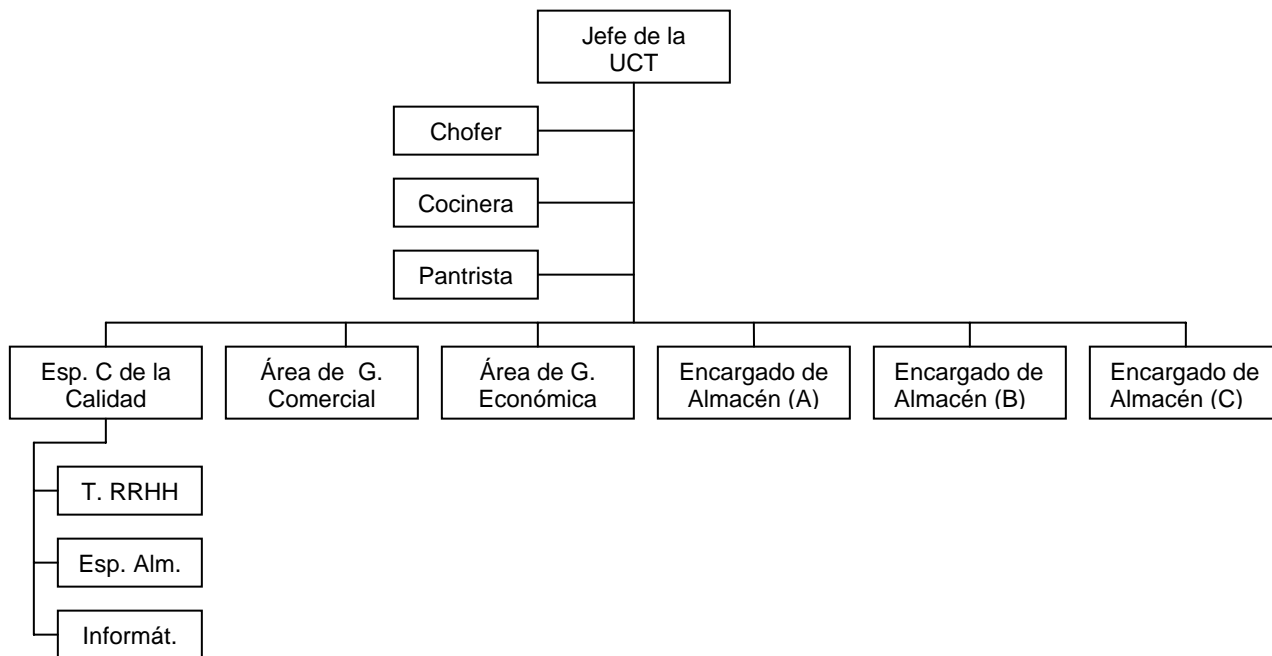 Jefe de la
UCT
Chofer
Cocinera
Pantrista
Esp. C de la
Calidad
Área de G.
Comercial
Área de G.
Económica
Encargado de
Almacén (A)
Encargado de
Almacén (B)
Encargado de
Almacén (C)
T. RRHH
Esp. Alm.
Informát.